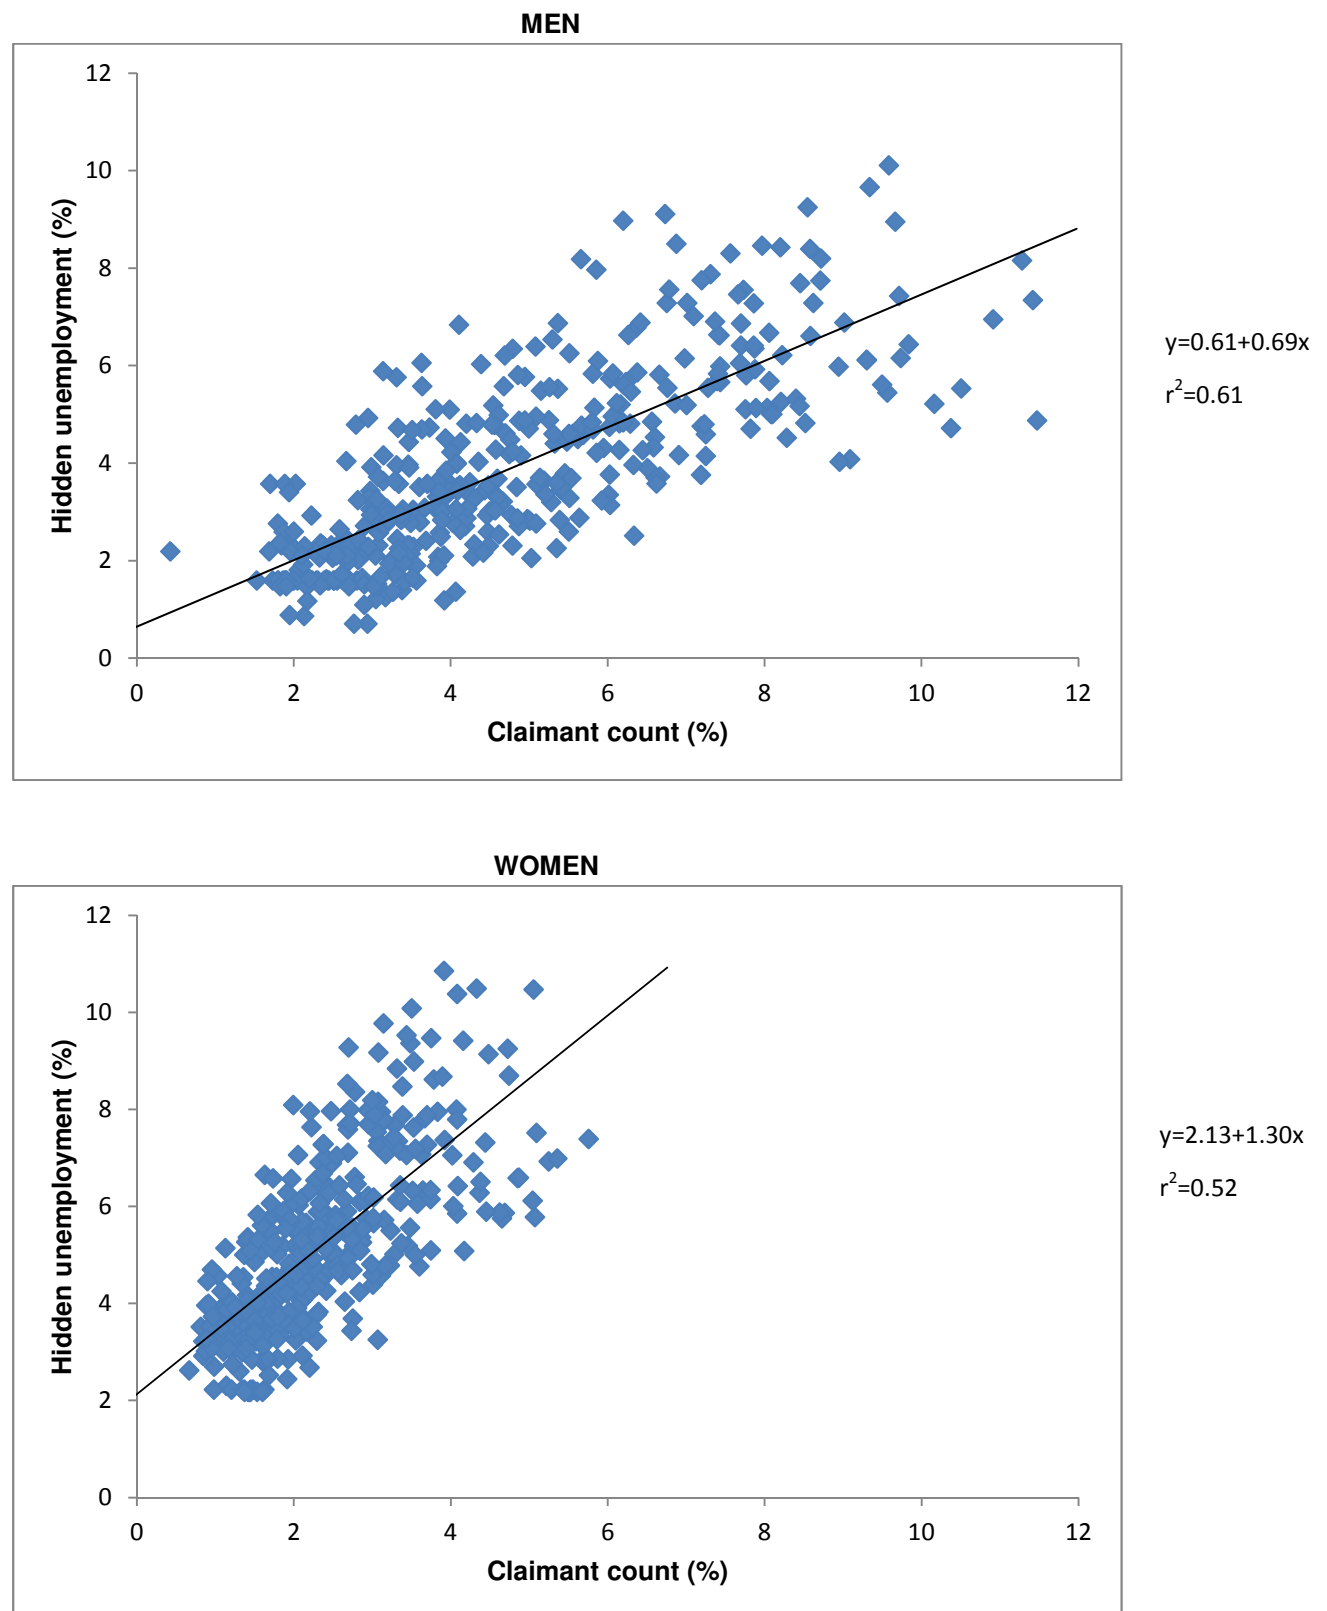 MEN
12
10
8
6
4
2
0
Hidden unemployment (%)
0 2 4 6 8 10 12
Claimant count (%)
y=0.61+0.69x
r²=0.61
WOMEN
12
10
8
6
4
2
0
Hidden unemployment (%)
0 2 4 6 8 10 12
Claimant count (%)
y=2.13+1.30x
r²=0.52